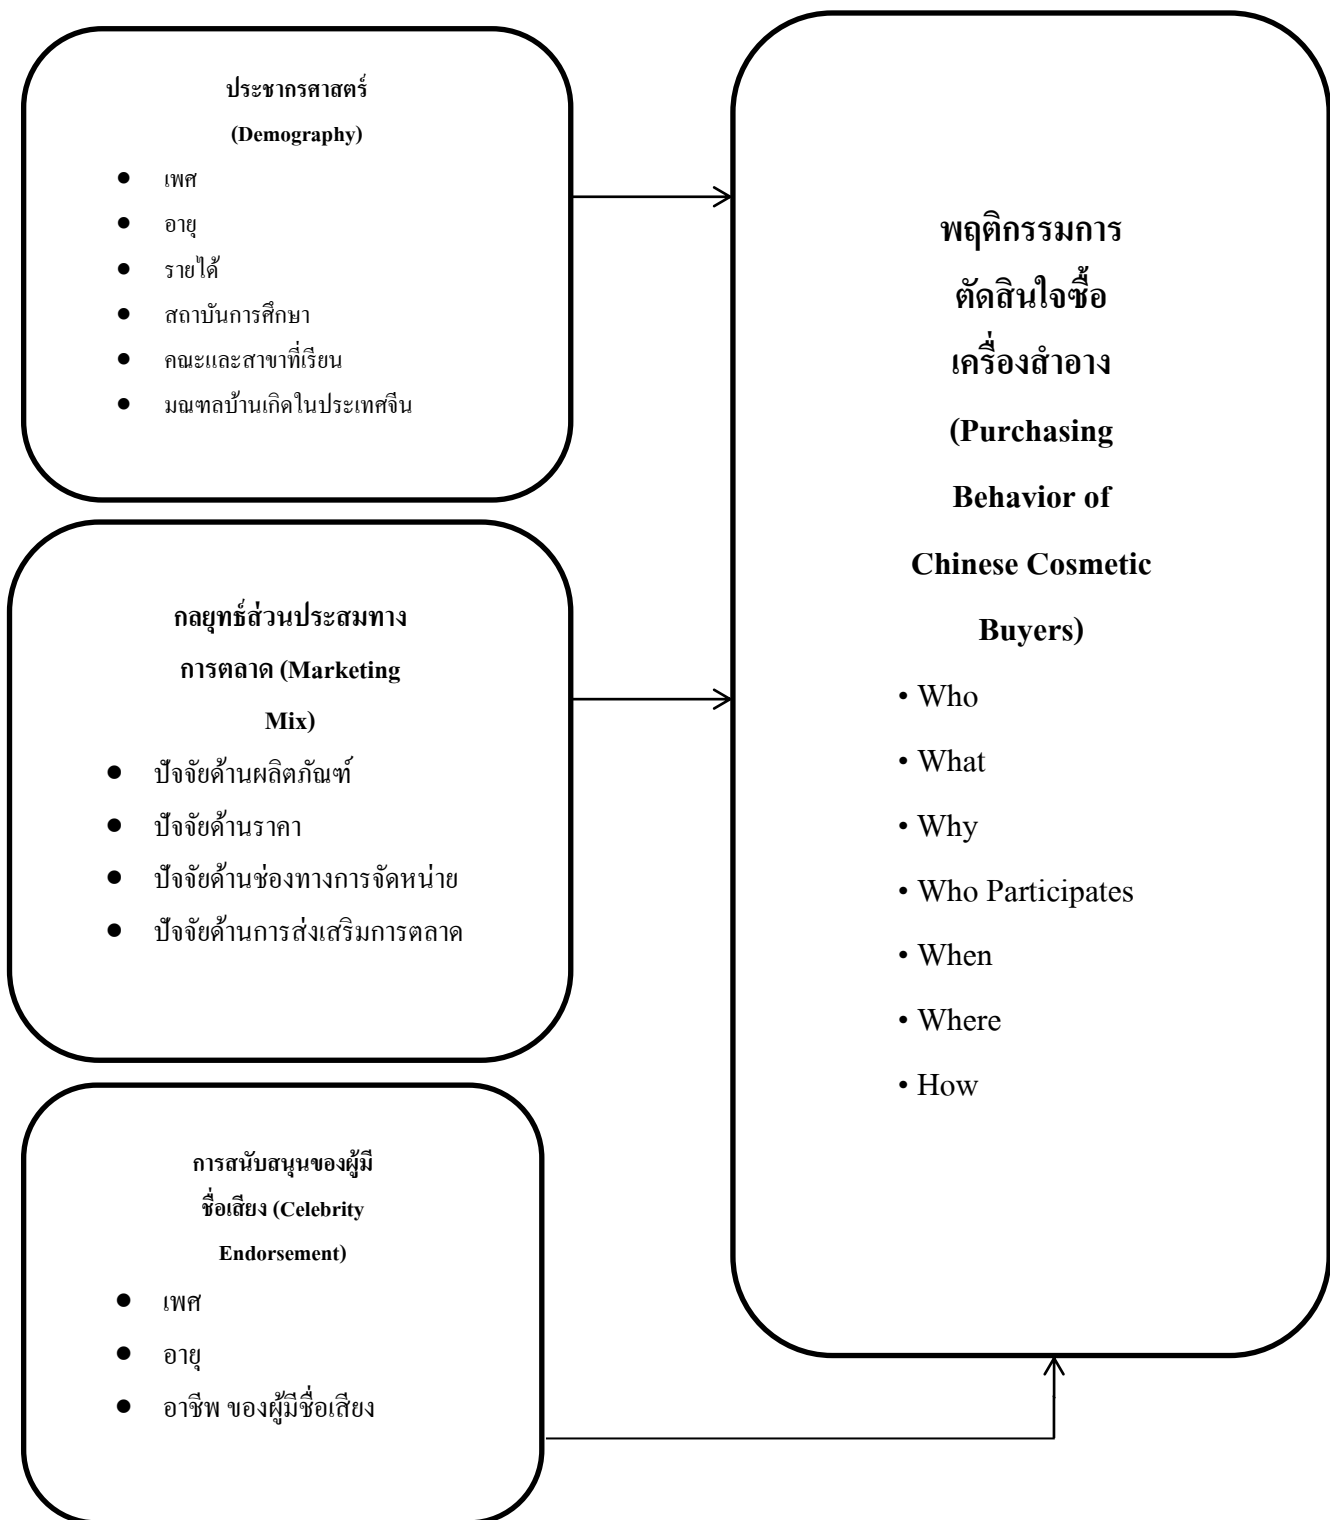 ประชากรศาสตร์
(Demography)
● เพศ
● อายุ
● รายได้
● สถาบันการศึกษา
● คณะและสาขาที่เรียน
● มณฑลบ้านเกิดในประเทศจีน
กลยุทธ์ส่วนประสมทาง
การตลาด (Marketing
Mix)
● ปัจจัยด้านผลิตภัณฑ์
● ปัจจัยด้านราคา
● ปัจจัยด้านช่องทางการจัดหน่าย
● ปัจจัยด้านการส่งเสริมการตลาด
การสนับสนุนของผู้มี
ชื่อเสียง (Celebrity
Endorsement)
● เพศ
● อายุ
● อาชีพ ของผู้มีชื่อเสียง
พฤติกรรมการ
ตัดสินใจซื้อ
เครื่องสำอาง
(Purchasing
Behavior of
Chinese Cosmetic
Buyers)
• Who
• What
• Why
• Who Participates
• When
• Where
• How